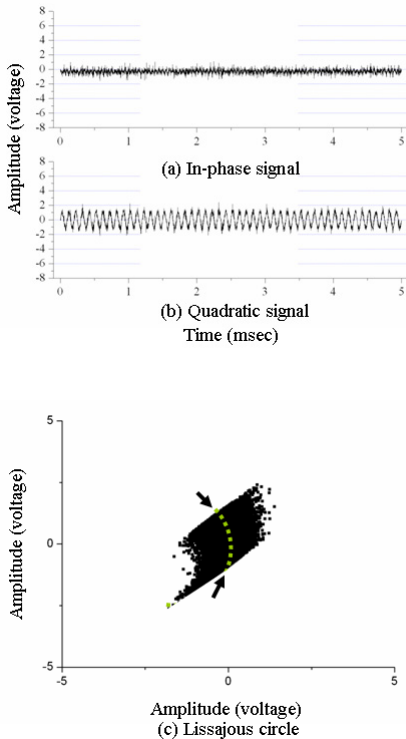 8
6
4
2
0
-2
-4
-6
-8
0 1 2 3 4 5
(a) In-phase signal
Amplitude (voltage)
8
6
4
2
0
-2
-4
-6
-8
0 1 2 3 4 5
(b) Quadratic signal
Time (msec)
5
0
-5
Amplitude (voltage)
-5 0 5
Amplitude (voltage)
(c) Lissajous circle